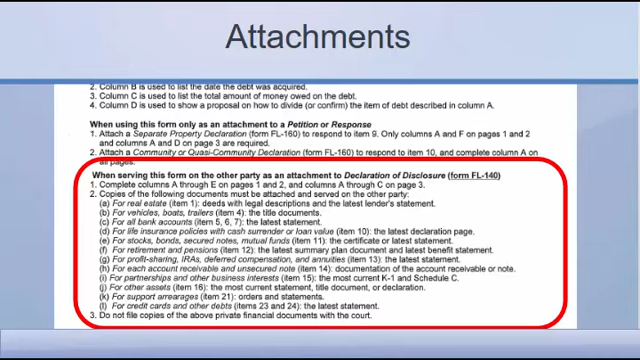 Attachments
2. Column B is used to list the date the debt was acquired.
3. Column C is used to list the total amount of money owed on the debt.
4. Column D is used to show a proposal on how to divide (or confirm) the item of debt described in column A.
When using this form only as an attachment to a Petition or Response
1. Attach a Separate Property Declaration (form FL-160) to respond to item 9. Only columns A and F on pages 1 and 2
and columns A and D on page 3 are required.
2. Attach a Community or Quasi-Community Declaration (form FL-160) to respond to item 10, and complete column A on
all pages.
When serving this form on the other party as an attachment to Declaration of Disclosure (form FL-140)
1. Complete columns A through E on pages 1 and 2, and columns A through C on page 3.
2. Copies of the following documents must be attached and served on the other party:
(a) For real estate (item 1): deeds with legal descriptions and the latest lender's statement.
(b) For vehicles, boats, trailers (item 4): the title documents.
(c) For all bank accounts (item 5, 6, 7): the latest statement.
(d) For life insurance policies with cash surrender or loan value (item 10): the latest declaration page.
(e) For stocks, bonds, secured notes, mutual funds (item 11): the certificate or latest statement.
(f) For retirement and pensions (item 12): the latest summary plan document and latest benefit statement.
(g) For profit-sharing, IRAs, deferred compensation, and annuities (item 13): the latest statement.
(h) For each account receivable and unsecured note (item 14): documentation of the account receivable or note.
(i) For partnerships and other business interests (item 15): the most current K-1 and Schedule C.
(j) For other assets (item 16): the most current statement, title document, or declaration.
(k) For support arrearages (item 21): orders and statements.
(l) For credit cards and other debts (items 23 and 24): the latest statement.
3. Do not file copies of the above private financial documents with the court.